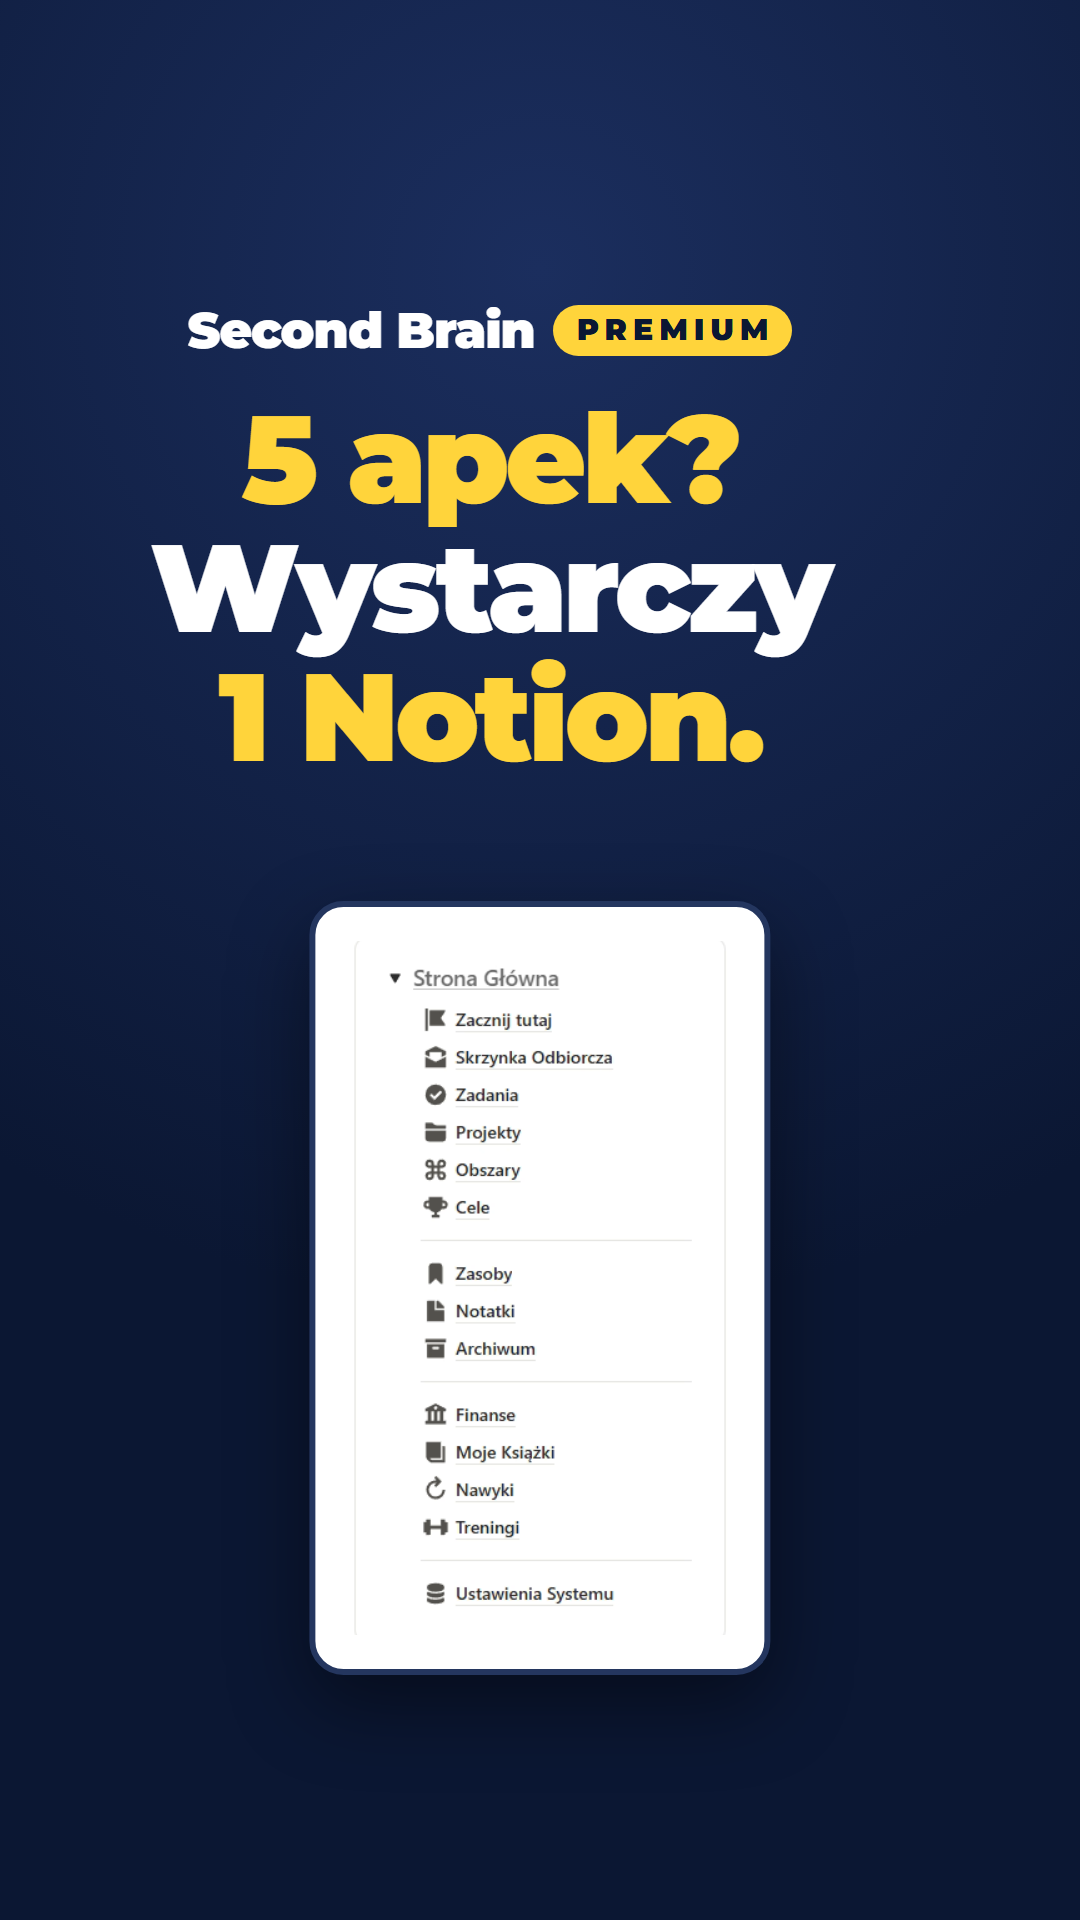 Second Brain PREMIUM
5 apek?
Wystarczy
1 Notion.
Strona Główna
Zacznij tutaj
Skrzynka Odbiorcza
Zadania
Projekty
Obszary
Cele
Zasoby
Notatki
Archiwum
Finanse
Moje Książki
Nawyki
Treningi
Ustawienia Systemu